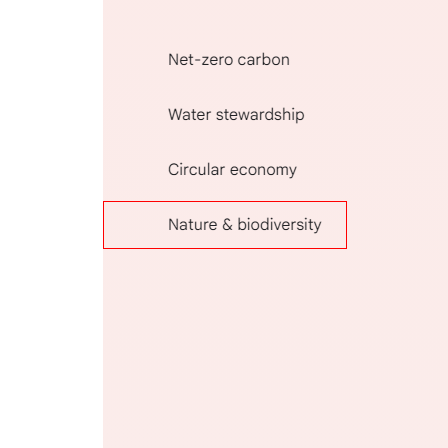 Net-zero carbon
Water stewardship
Circular economy
Nature & biodiversity